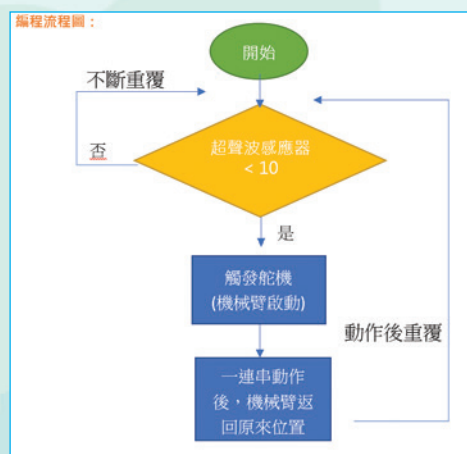 編程流程圖：
開始
不斷重覆
超聲波感應器
< 10
否
是
觸發舵機
(機械臂啟動)
動作後重覆
一連串動作
後，機械臂返
回原來位置